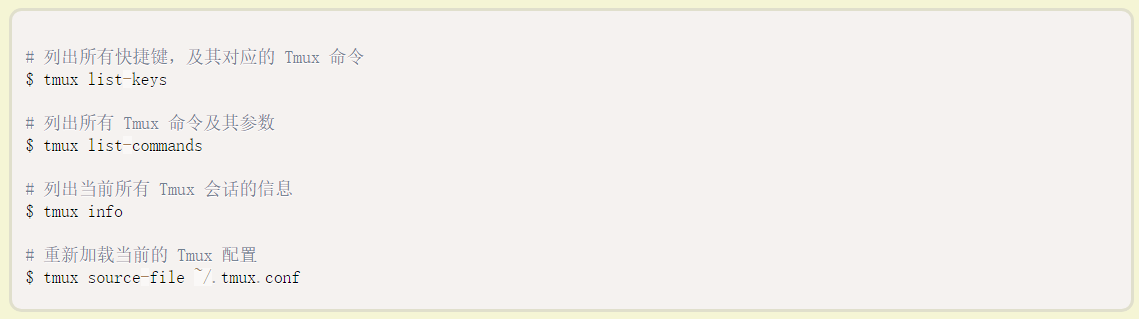 # 列出所有快捷键，及其对应的 Tmux 命令
$ tmux list-keys
# 列出所有 Tmux 命令及其参数
$ tmux list-commands
# 列出当前所有 Tmux 会话的信息
$ tmux info
# 重新加载当前的 Tmux 配置
$ tmux source-file ~/.tmux.conf